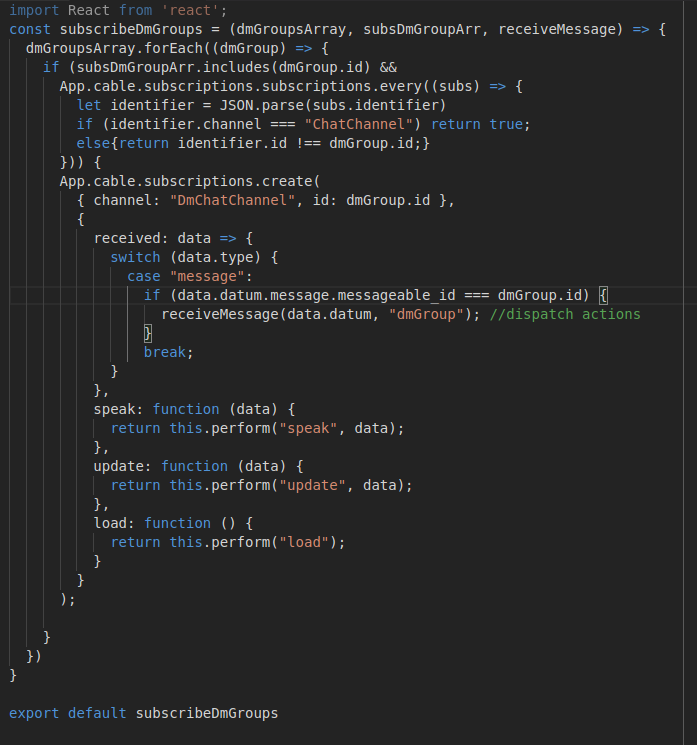 import React from 'react';
const subscribeDmGroups = (dmGroupsArray, subsDmGroupArr, receiveMessage) => {
  dmGroupsArray.forEach((dmGroup) => {
    if (subsDmGroupArr.includes(dmGroup.id) &&
      App.cable.subscriptions.subscriptions.every((subs) => {
        let identifier = JSON.parse(subs.identifier)
        if (identifier.channel === "ChatChannel") return true;
        else{return identifier.id !== dmGroup.id;}
      })) {
      App.cable.subscriptions.create(
        { channel: "DmChatChannel", id: dmGroup.id },
        {
          received: data => {
            switch (data.type) {
              case "message":
                if (data.datum.message.messageable_id === dmGroup.id) {
                  receiveMessage(data.datum, "dmGroup"); //dispatch actions
                }
                break;
            }
          },
          speak: function (data) {
            return this.perform("speak", data);
          },
          update: function (data) {
            return this.perform("update", data);
          },
          load: function () {
            return this.perform("load");
          }
        }
      );

    }
  })
}

export default subscribeDmGroups